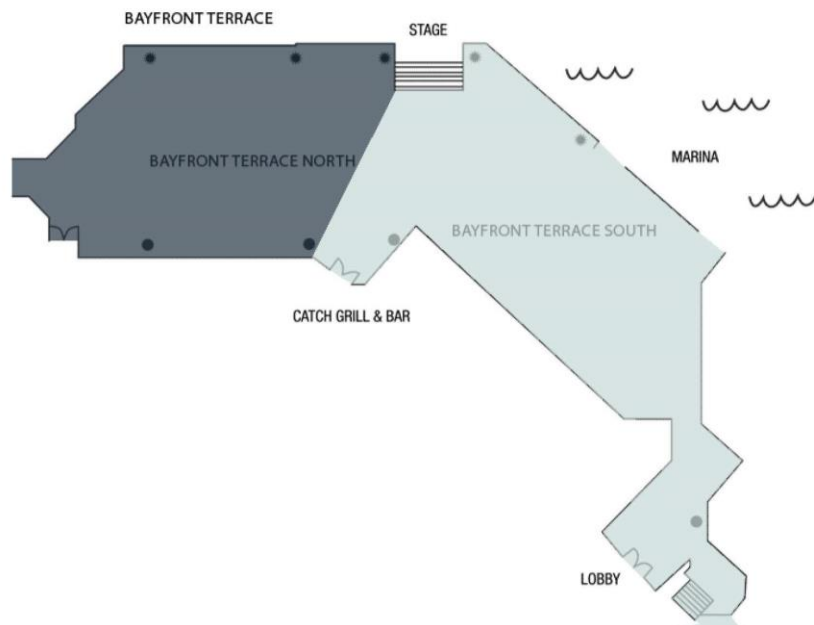 BAYFRONT TERRACE
STAGE
MARINA
BAYFRONT TERRACE NORTH
BAYFRONT TERRACE SOUTH
CATCH GRILL & BAR
LOBBY